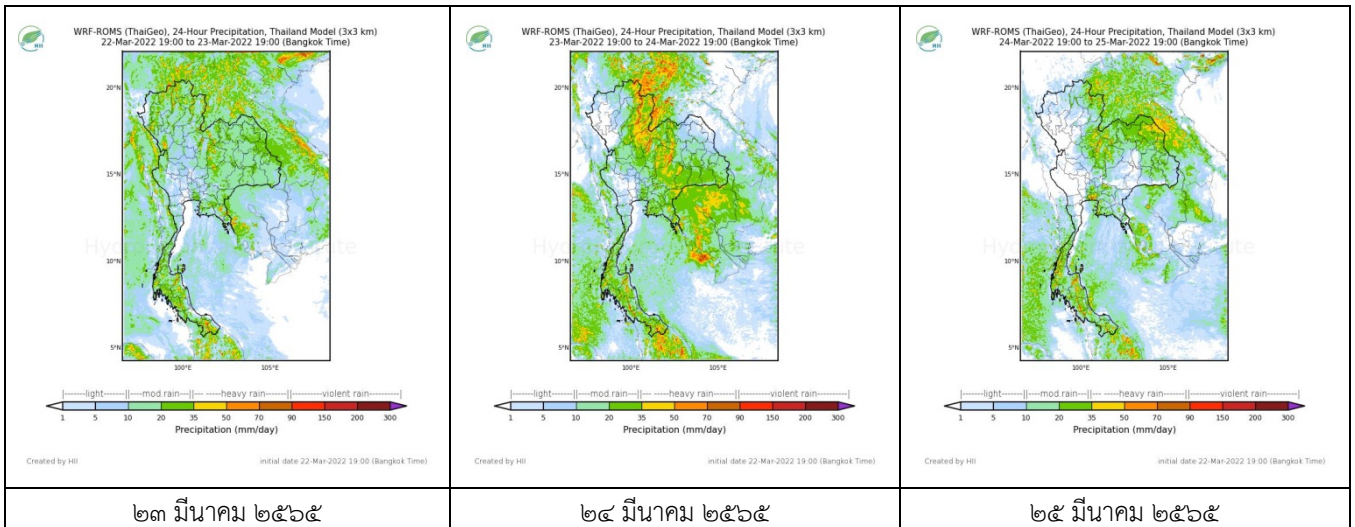 HII
WRF-ROMS (ThaiGeo), 24-Hour Precipitation, Thailand Model (3x3 km)
22-Mar-2022 19:00 to 23-Mar-2022 19:00 (Bangkok Time)
20°N
15°N
10°N
5°N
100°E 105°E
|-------light------||---mod.rain---||--- ---heavy rain----||-------violent rain-------|
1 5 10 20 35 50 70 90 150 200 300
Precipitation (mm/day)
Created by HII initial date 22-Mar-2022 19:00 (Bangkok Time)
๒๓ มีนาคม ๒๕๖๕
HII
WRF-ROMS (ThaiGeo), 24-Hour Precipitation, Thailand Model (3x3 km)
23-Mar-2022 19:00 to 24-Mar-2022 19:00 (Bangkok Time)
20°N
15°N
10°N
5°N
100°E 105°E
|-------light------||---mod.rain---||--- ---heavy rain----||-------violent rain-------|
1 5 10 20 35 50 70 90 150 200 300
Precipitation (mm/day)
Created by HII initial date 22-Mar-2022 19:00 (Bangkok Time)
๒๔ มีนาคม ๒๕๖๕
HII
WRF-ROMS (ThaiGeo), 24-Hour Precipitation, Thailand Model (3x3 km)
24-Mar-2022 19:00 to 25-Mar-2022 19:00 (Bangkok Time)
20°N
15°N
10°N
5°N
100°E 105°E
|-------light------||---mod.rain---||--- ---heavy rain----||-------violent rain-------|
1 5 10 20 35 50 70 90 150 200 300
Precipitation (mm/day)
Created by HII initial date 22-Mar-2022 19:00 (Bangkok Time)
๒๕ มีนาคม ๒๕๖๕